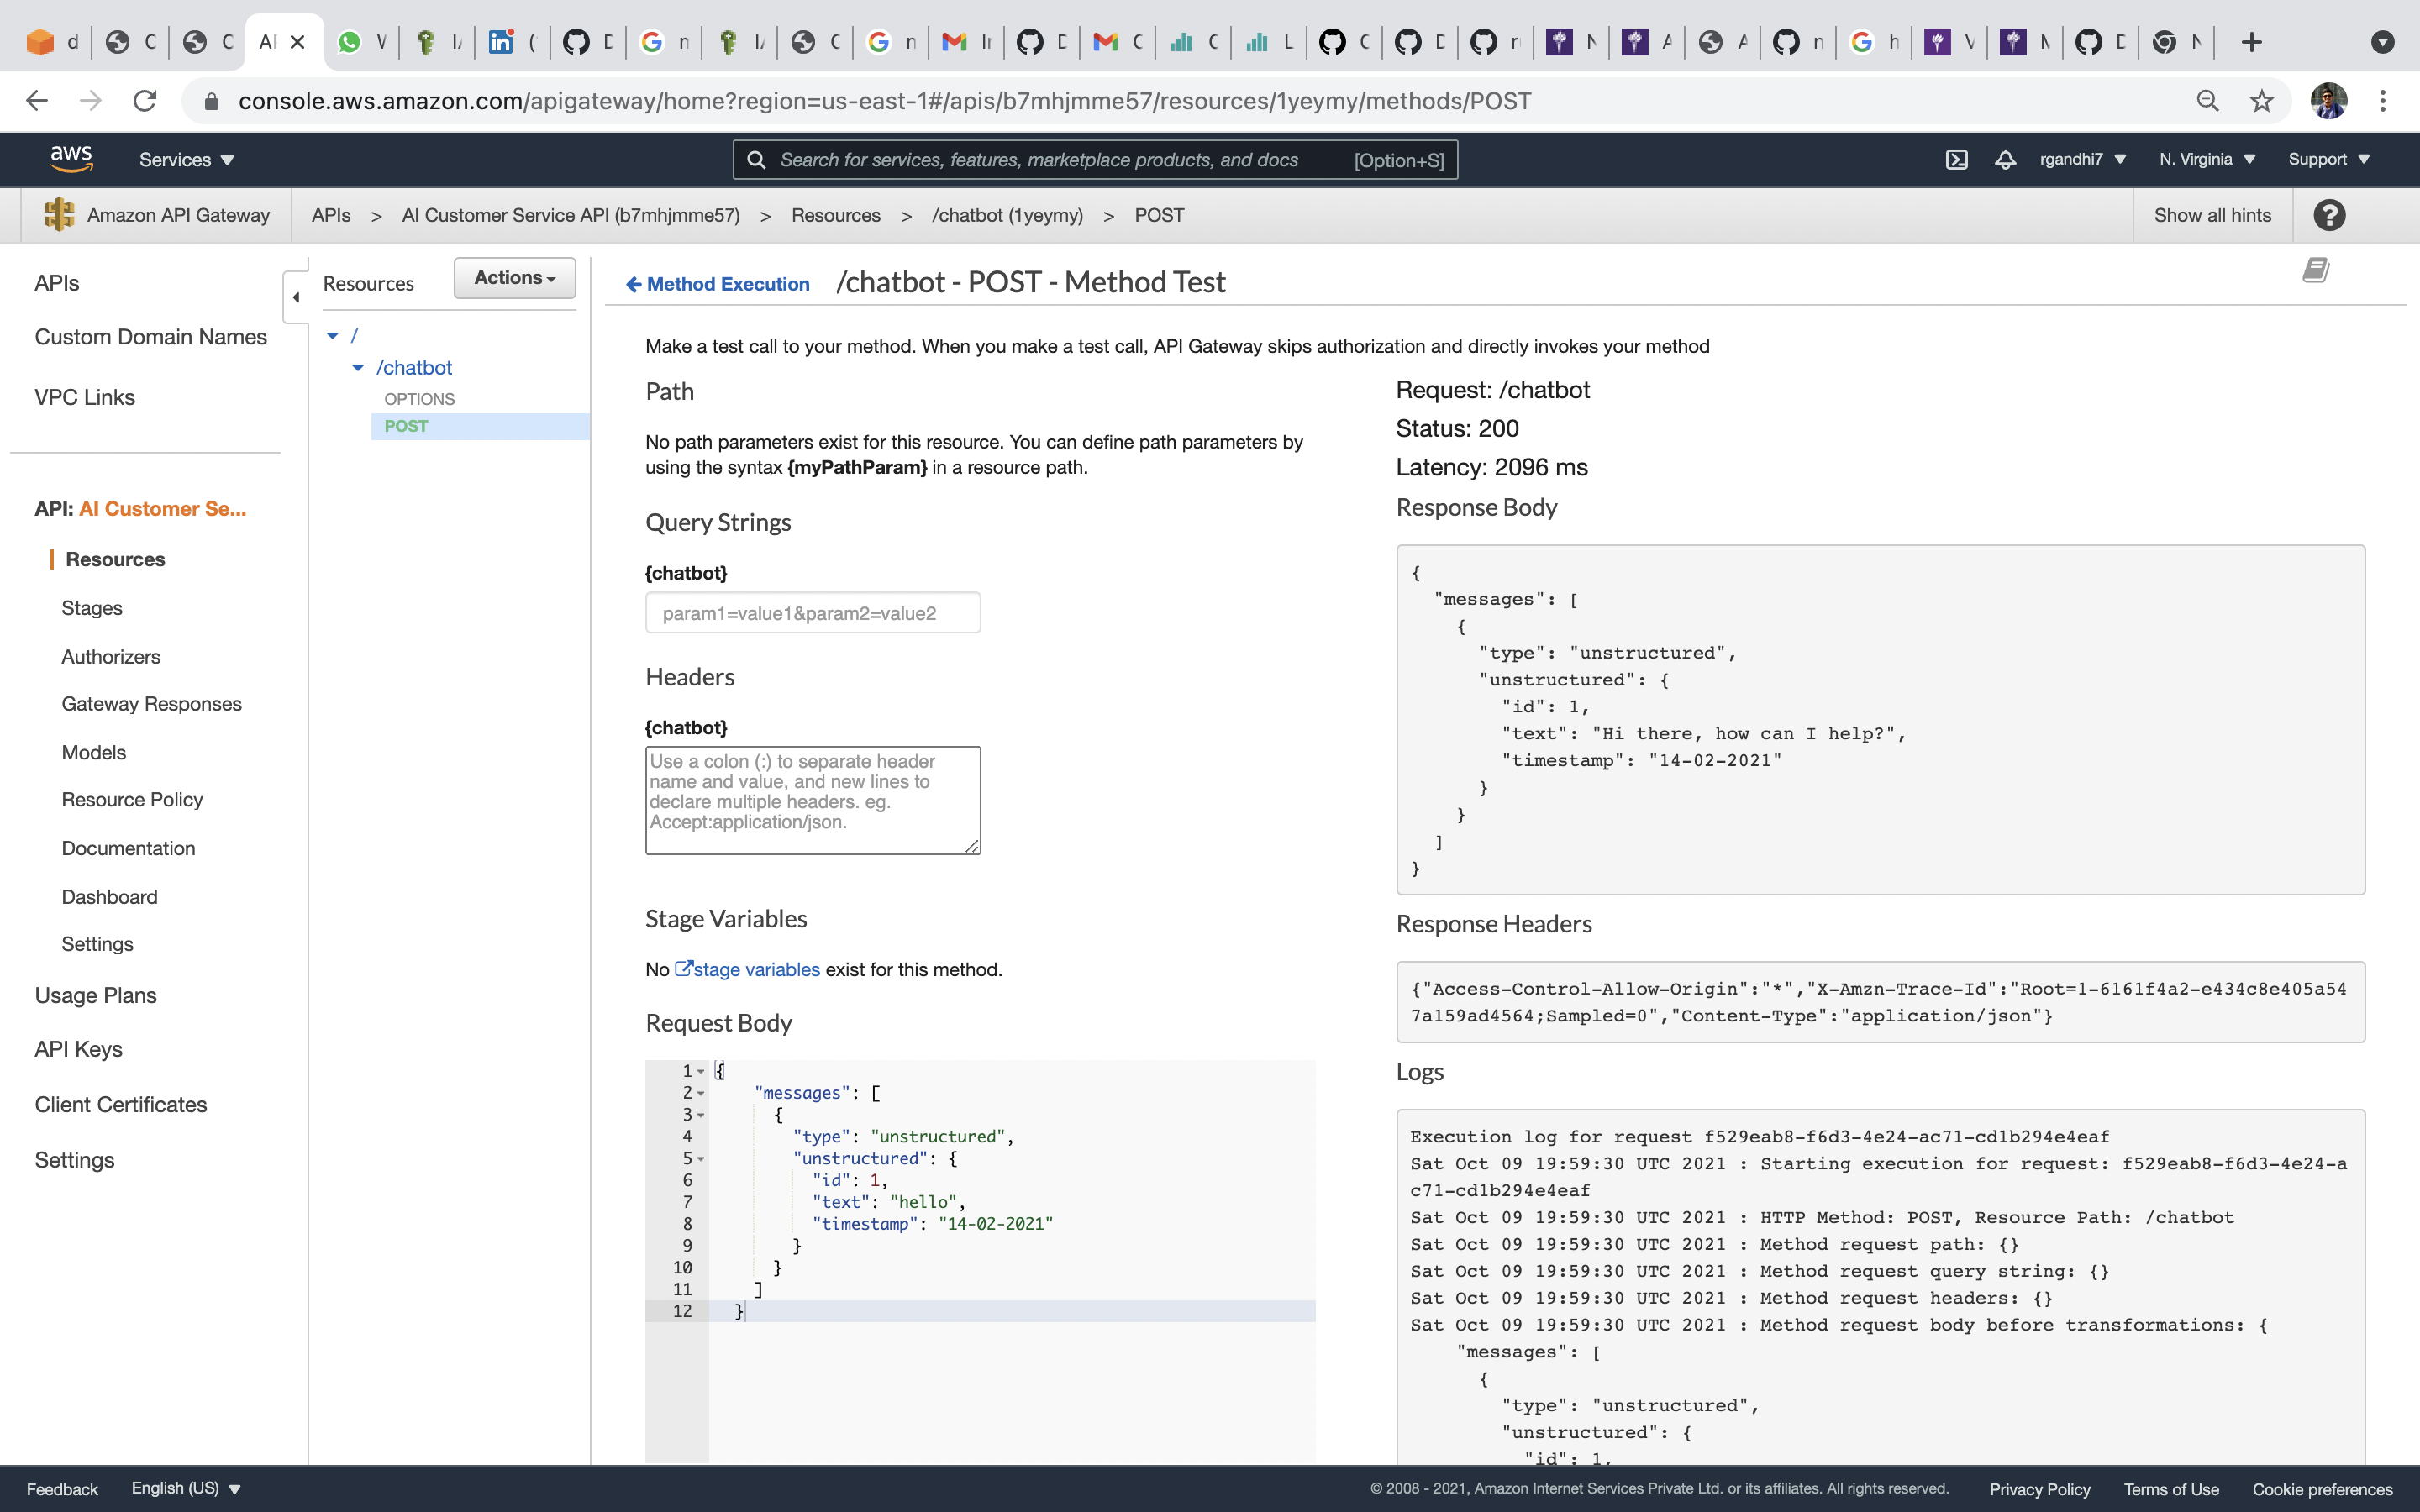 console.aws.amazon.com/apigateway/home?region=us-east-1#/apis/b7mhjmme57/resources/1yeymy/methods/POST
aws
Services
Search for services, features, marketplace products, and docs
[Option+S]
rgandhi7
N. Virginia
Support
Amazon API Gateway
APIs > AI Customer Service API (b7mhjmme57) > Resources > /chatbot (1yeymy) > POST
Show all hints
APIs
Custom Domain Names
VPC Links
API: AI Customer Se...
Resources
Stages
Authorizers
Gateway Responses
Models
Resource Policy
Documentation
Dashboard
Settings
Usage Plans
API Keys
Client Certificates
Settings
Resources
Actions
/
/chatbot
OPTIONS
POST
Method Execution
/chatbot - POST - Method Test
Make a test call to your method. When you make a test call, API Gateway skips authorization and directly invokes your method
Path
No path parameters exist for this resource. You can define path parameters by
using the syntax {myPathParam} in a resource path.
Query Strings
{chatbot}
param1=value1&param2=value2
Headers
{chatbot}
Use a colon (:) to separate header
name and value, and new lines to
declare multiple headers. eg.
Accept:application/json.
Stage Variables
No stage variables exist for this method.
Request Body
1 {
2 "messages": [
3 {
4 "type": "unstructured",
5 "unstructured": {
6 "id": 1,
7 "text": "hello",
8 "timestamp": "14-02-2021"
9 }
10 }
11 ]
12 }
Request: /chatbot
Status: 200
Latency: 2096 ms
Response Body
{
"messages": [
{
"type": "unstructured",
"unstructured": {
"id": 1,
"text": "Hi there, how can I help?",
"timestamp": "14-02-2021"
}
}
]
}
Response Headers
{"Access-Control-Allow-Origin":"*","X-Amzn-Trace-Id":"Root=1-6161f4a2-e434c8e405a54
7a159ad4564;Sampled=0","Content-Type":"application/json"}
Logs
Execution log for request f529eab8-f6d3-4e24-ac71-cd1b294e4eaf
Sat Oct 09 19:59:30 UTC 2021 : Starting execution for request: f529eab8-f6d3-4e24-a
c71-cd1b294e4eaf
Sat Oct 09 19:59:30 UTC 2021 : HTTP Method: POST, Resource Path: /chatbot
Sat Oct 09 19:59:30 UTC 2021 : Method request path: {}
Sat Oct 09 19:59:30 UTC 2021 : Method request query string: {}
Sat Oct 09 19:59:30 UTC 2021 : Method request headers: {}
Sat Oct 09 19:59:30 UTC 2021 : Method request body before transformations: {
"messages": [
{
"type": "unstructured",
"unstructured": {
"id": 1,
Feedback
English (US)
© 2008 - 2021, Amazon Internet Services Private Ltd. or its affiliates. All rights reserved.
Privacy Policy
Terms of Use
Cookie preferences